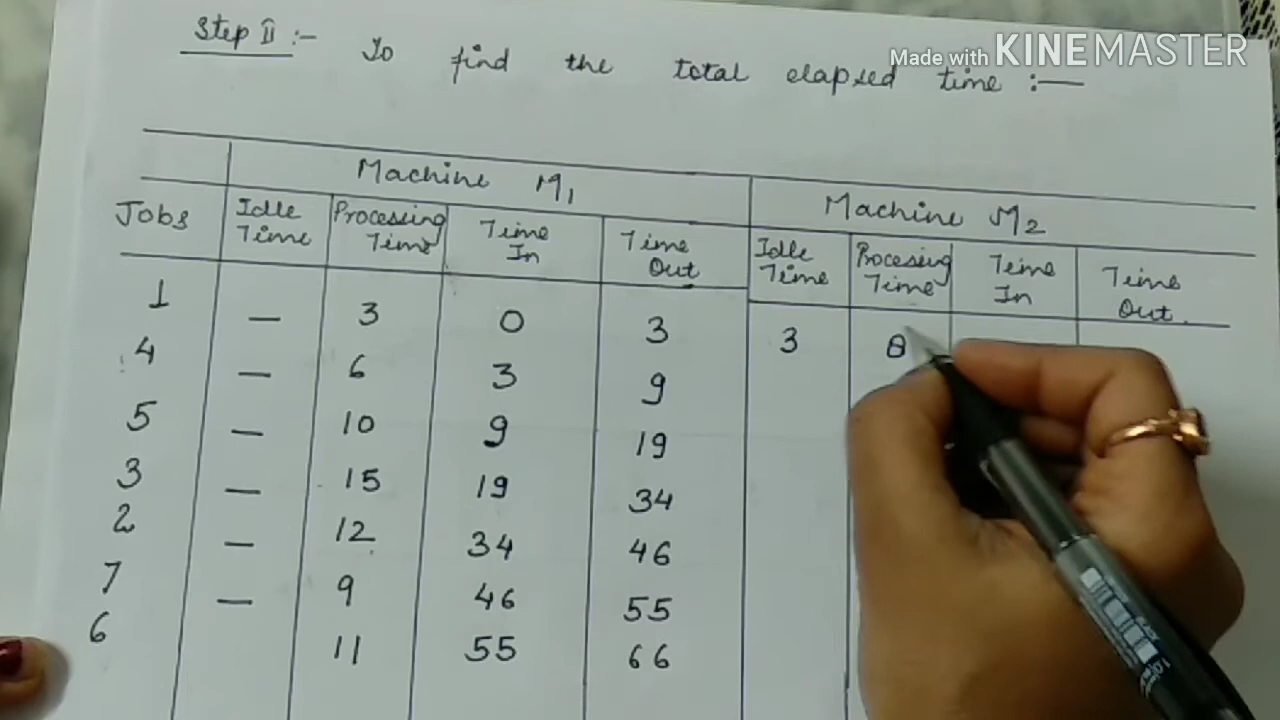 Made with KINEMASTER
Step II :- To find the total elapsed time :-
Machine M1 Machine M2
Jobs Idle Time Processing Time Time In Time Out Idle Time Processing Time Time In Time Out
1 — 3 0 3 3 8
4 — 6 3 9
5 — 10 9 19
3 — 15 19 34
2 — 12 34 46
7 — 9 46 55
6 11 55 66